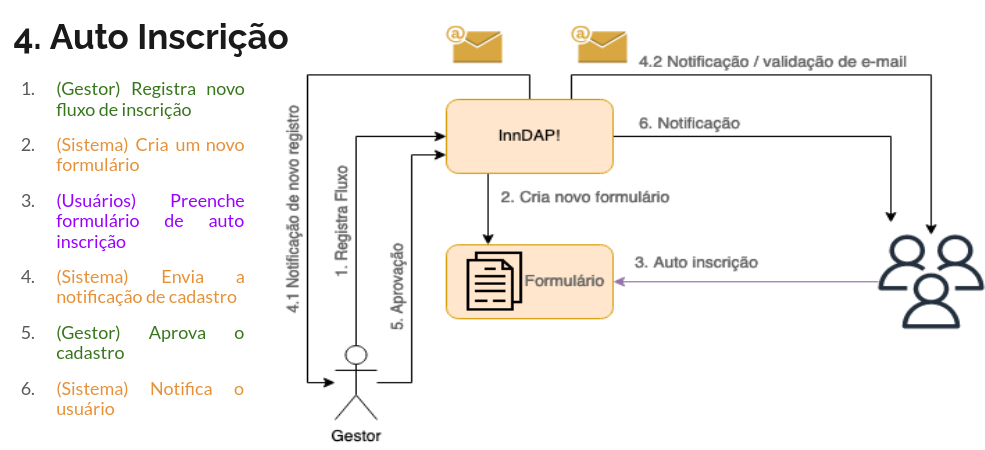 4. Auto Inscrição
1. (Gestor) Registra novo
fluxo de inscrição
2. (Sistema) Cria um novo
formulário
3. (Usuários) Preenche
formulário de auto
inscrição
4. (Sistema) Envia a
notificação de cadastro
5. (Gestor) Aprova o
cadastro
6. (Sistema) Notifica o
usuário
@
@
4.2 Notificação / validação de e-mail
InnDAP!
6. Notificação
4.1 Notificação de novo registro
1. Registra Fluxo
5. Aprovação
2. Cria novo formulário
Formulário
3. Auto inscrição
Gestor